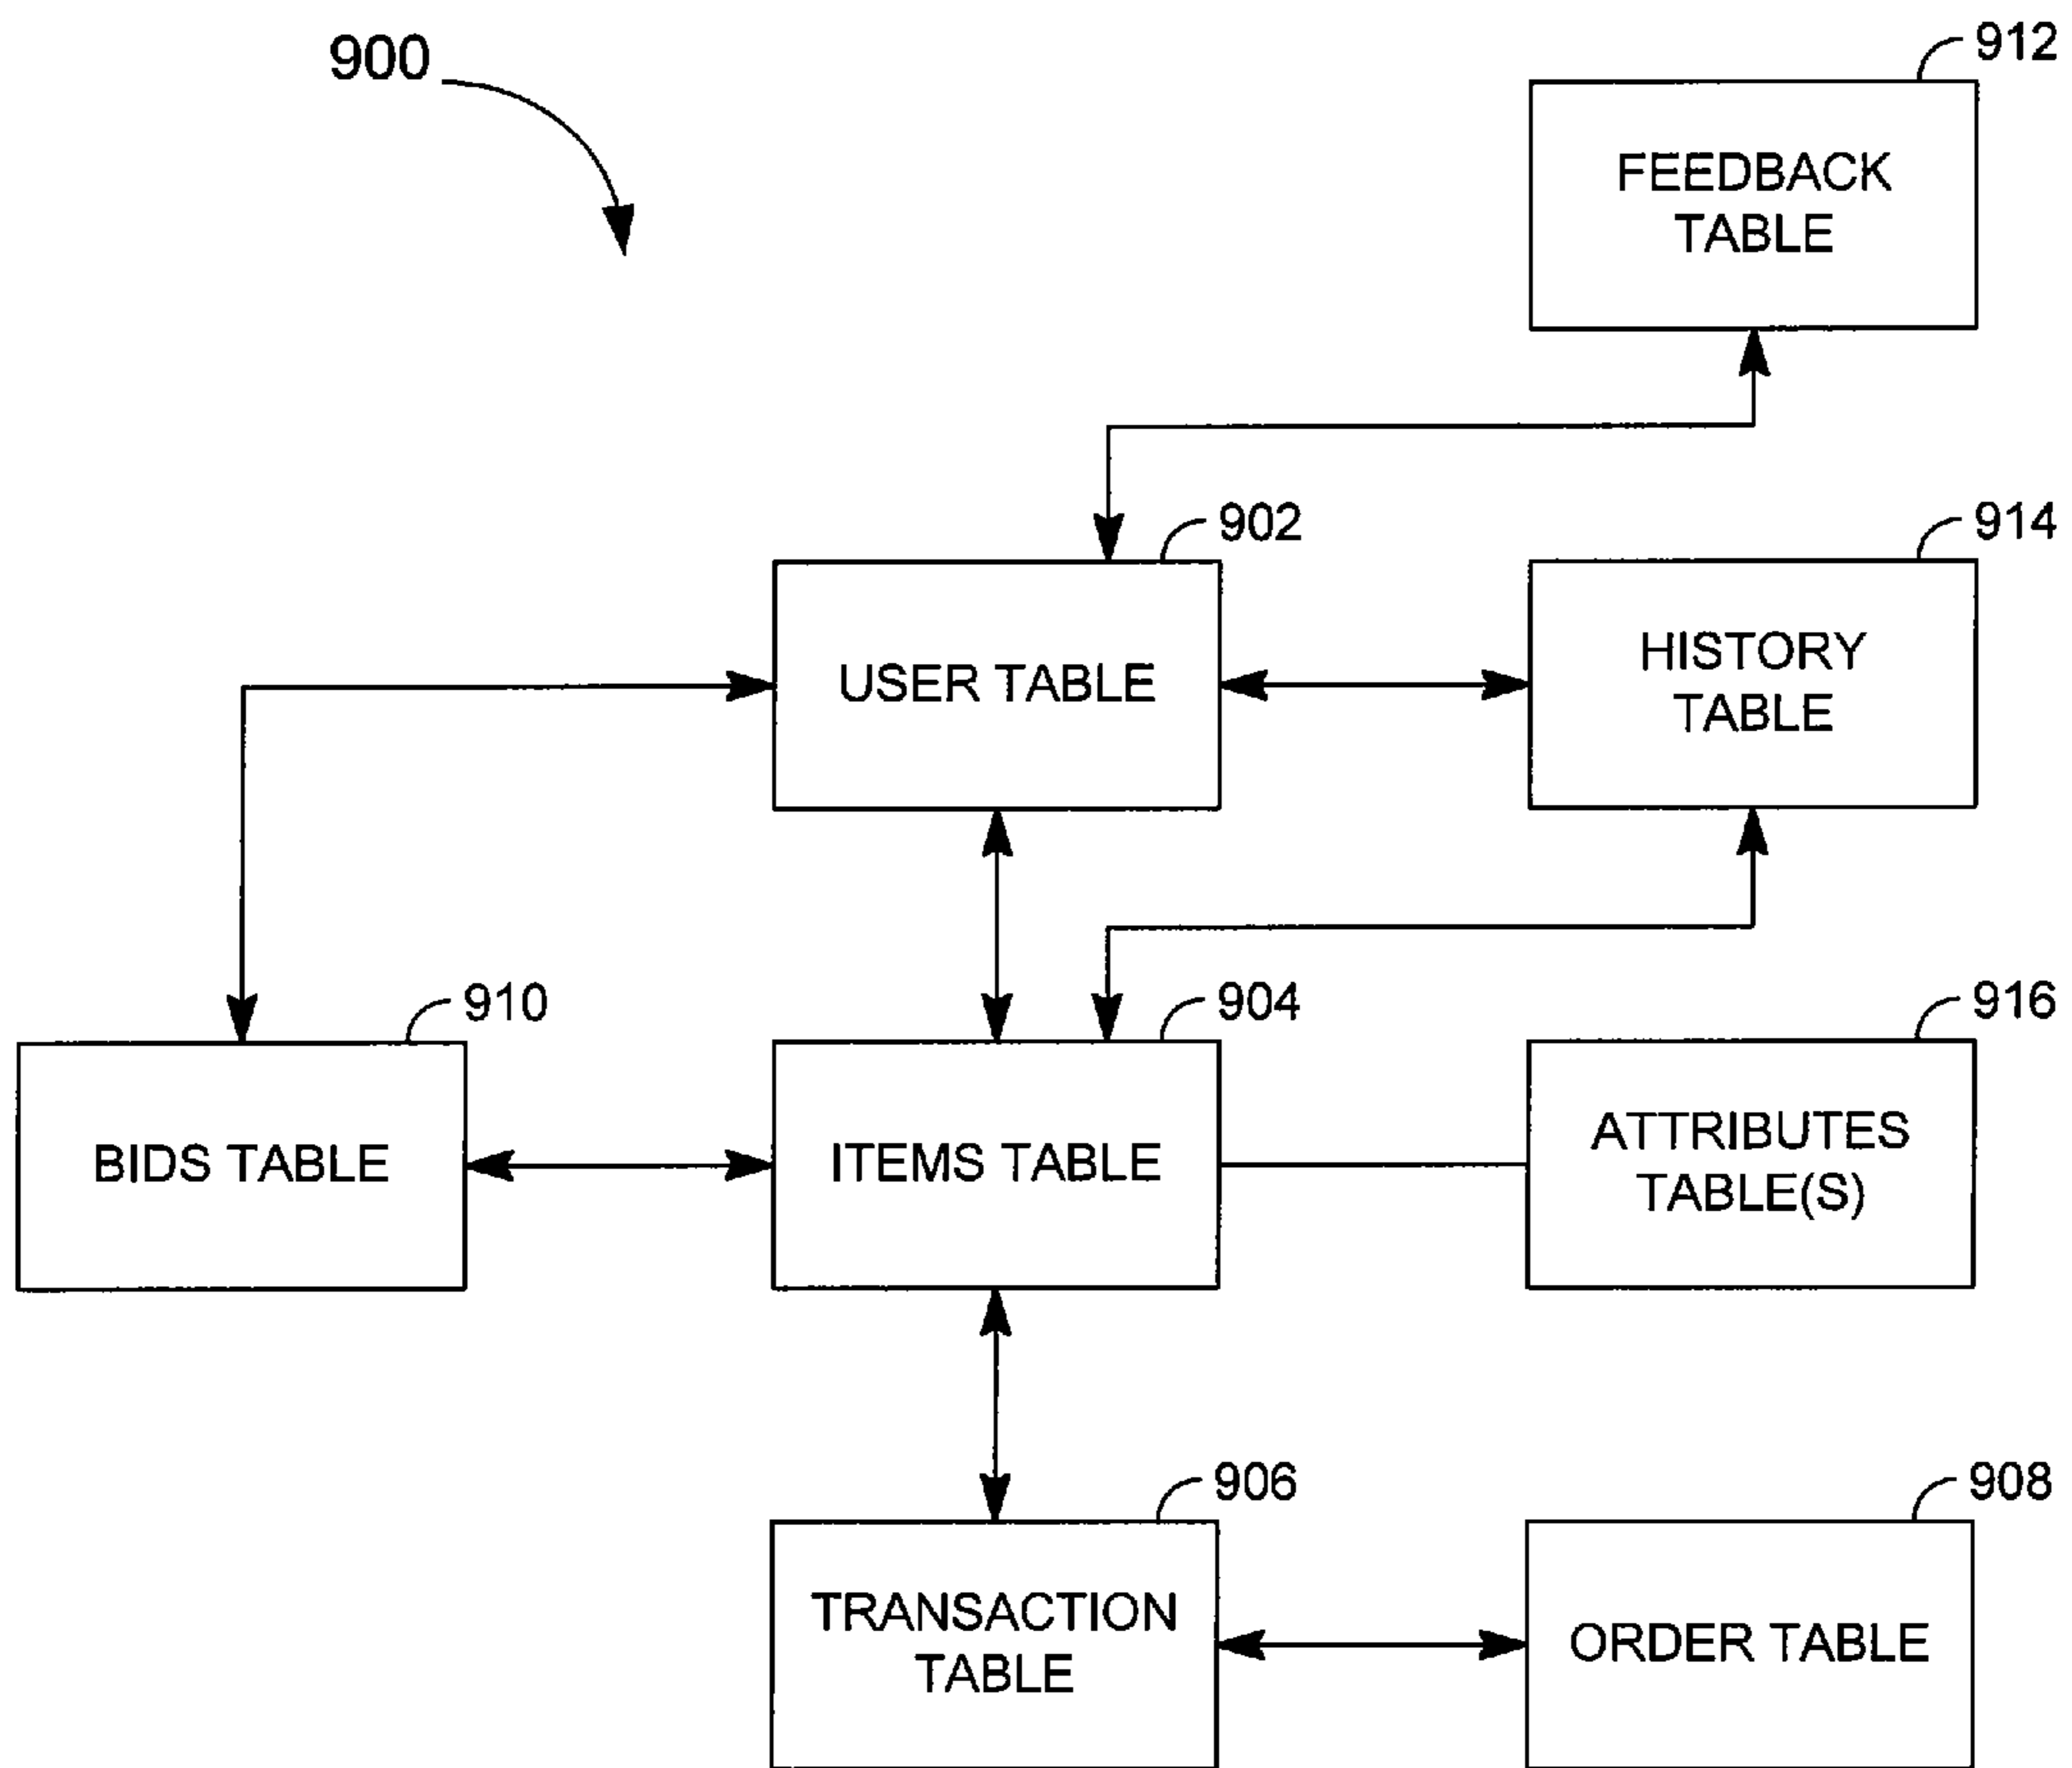 900
912
FEEDBACK
TABLE
902
914
USER TABLE
HISTORY
TABLE
910
904
916
BIDS TABLE
ITEMS TABLE
ATTRIBUTES
TABLE(S)
906
908
TRANSACTION
TABLE
ORDER TABLE